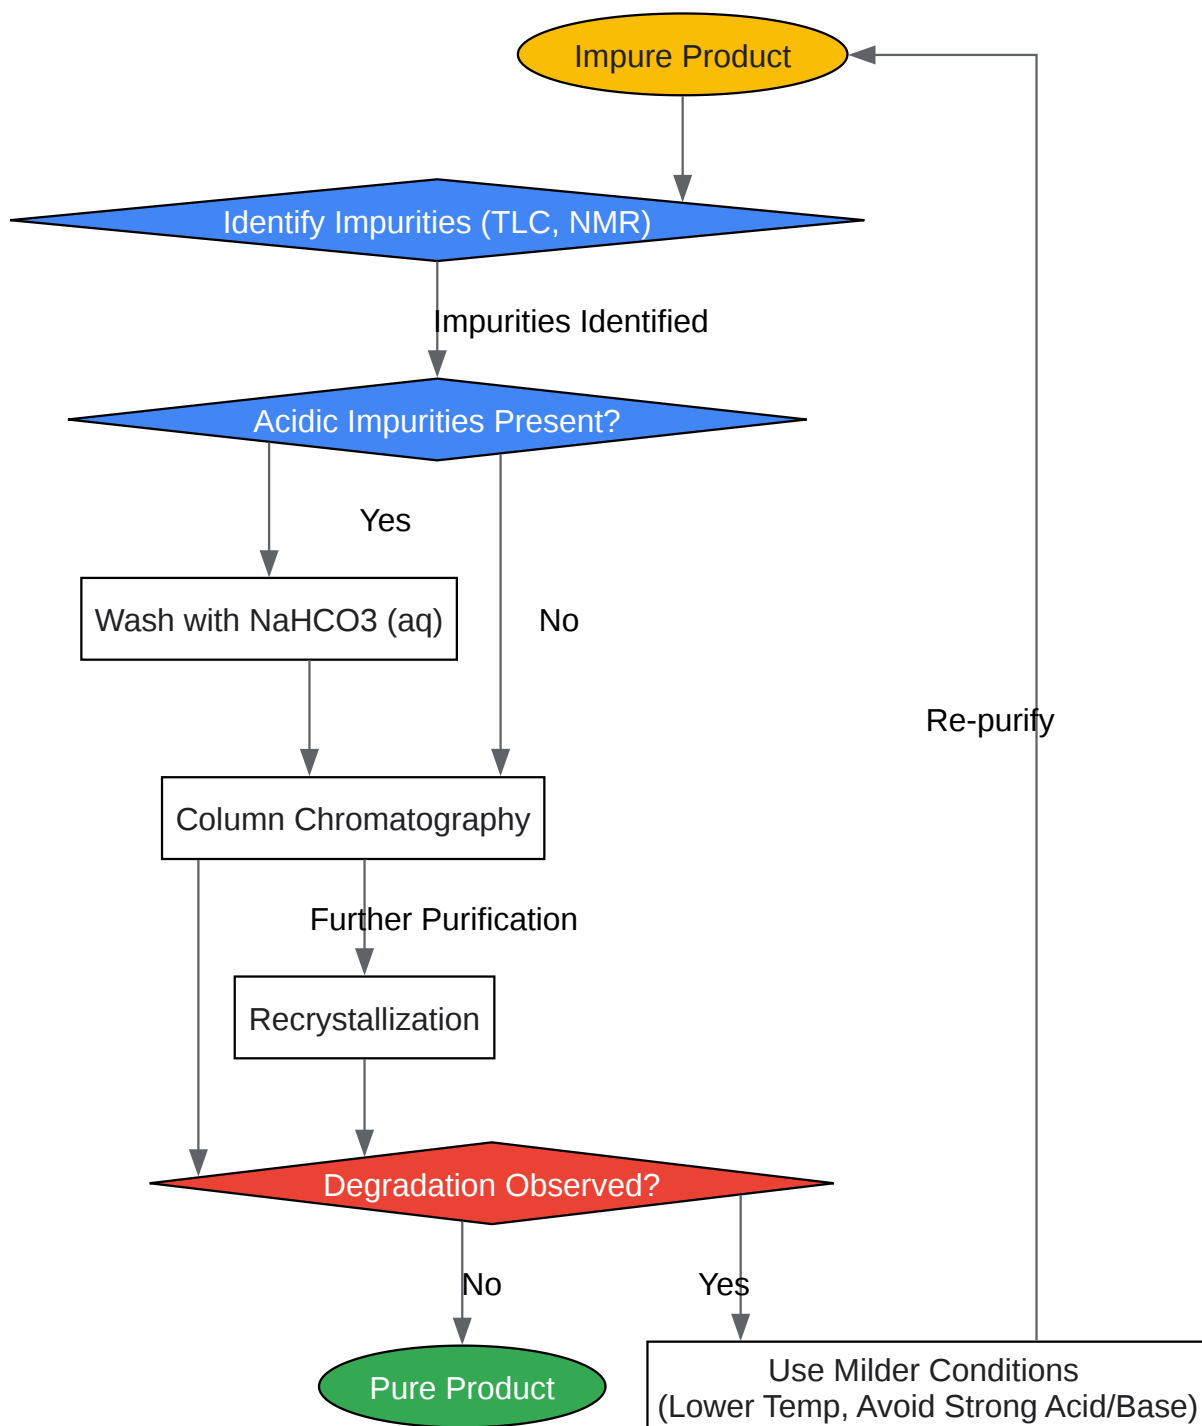 Impure Product
Identify Impurities (TLC, NMR)
Impurities Identified
Acidic Impurities Present?
Yes
Wash with NaHCO3 (aq)
No
Re-purify
Column Chromatography
Further Purification
Recrystallization
Degradation Observed?
No
Yes
Pure Product
Use Milder Conditions
(Lower Temp, Avoid Strong Acid/Base)